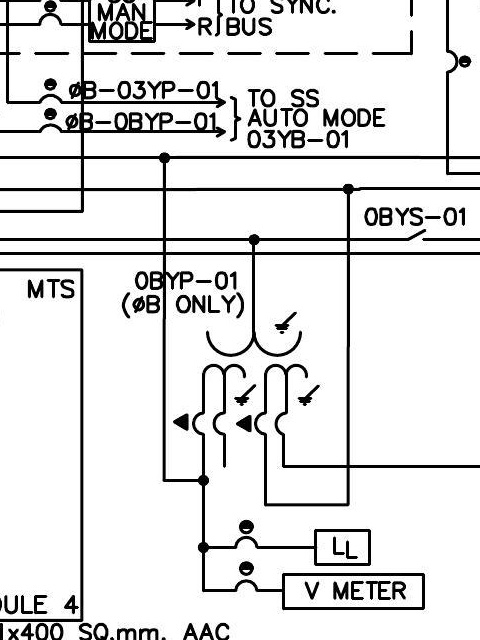 TO SYNC.
MAN
MODE
R BUS
ØB-03YP-01
ØB-0BYP-01
TO SS
AUTO MODE
03YB-01
0BYS-01
0BYP-01
(ØB ONLY)
MTS
LL
V METER
ULE 4
1x400 SQ.mm. AAC